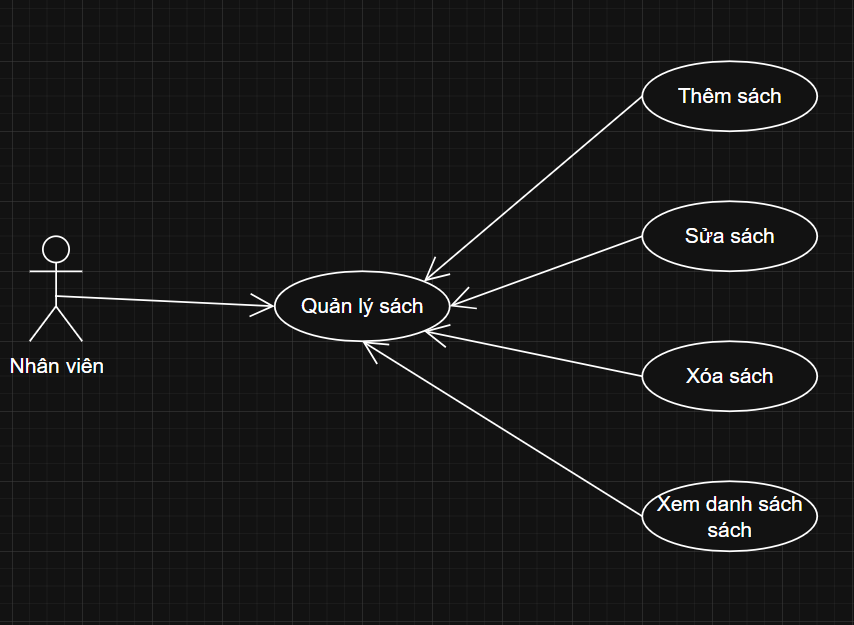 Thêm sách
Sửa sách
Quản lý sách
Nhân viên
Xóa sách
Xem danh sách
sách